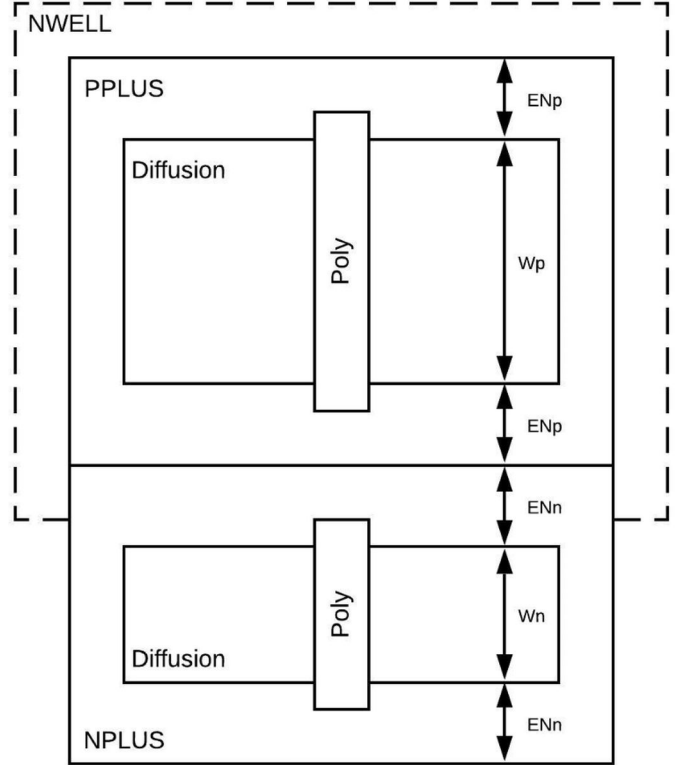 NWELL
PPLUS
ENp
Diffusion
Poly
Wp
ENp
ENn
Poly
Wn
Diffusion
ENn
NPLUS